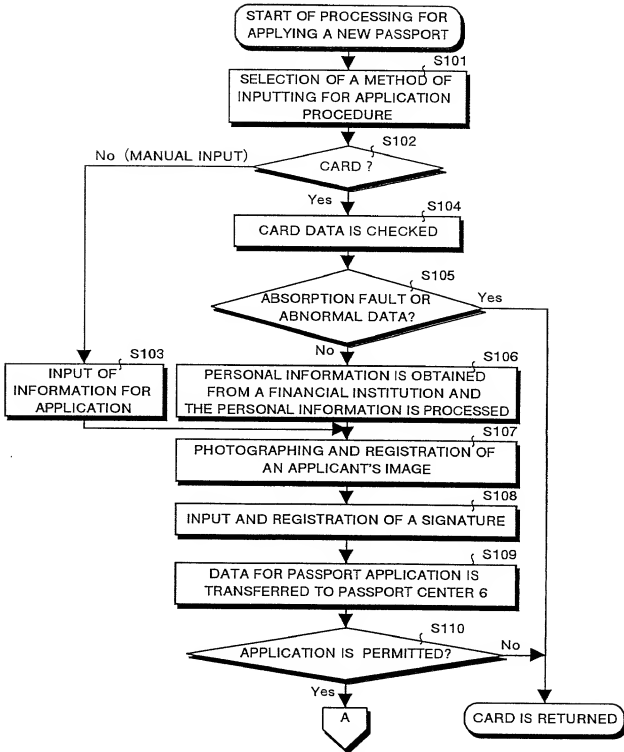 START OF PROCESSING FOR
APPLYING A NEW PASSPORT
S101
SELECTION OF A METHOD OF
INPUTTING FOR APPLICATION
PROCEDURE
S102
No (MANUAL INPUT)
CARD ?
Yes
S104
CARD DATA IS CHECKED
S105
ABSORPTION FAULT OR
ABNORMAL DATA?
Yes
No
S103
INPUT OF
INFORMATION FOR
APPLICATION
S106
PERSONAL INFORMATION IS OBTAINED
FROM A FINANCIAL INSTITUTION AND
THE PERSONAL INFORMATION IS PROCESSED
S107
PHOTOGRAPHING AND REGISTRATION OF
AN APPLICANT'S IMAGE
S108
INPUT AND REGISTRATION OF A SIGNATURE
S109
DATA FOR PASSPORT APPLICATION IS
TRANSFERRED TO PASSPORT CENTER 6
S110
APPLICATION IS PERMITTED?
No
Yes
A
CARD IS RETURNED